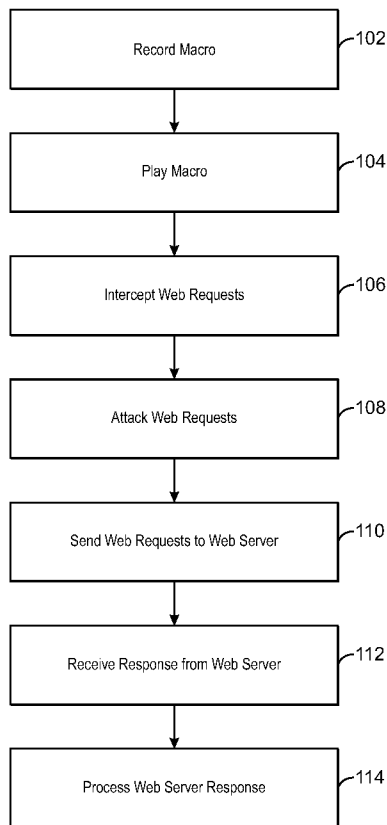 Record Macro
102
Play Macro
104
Intercept Web Requests
106
Attack Web Requests
108
Send Web Requests to Web Server
110
Receive Response from Web Server
112
Process Web Server Response
114